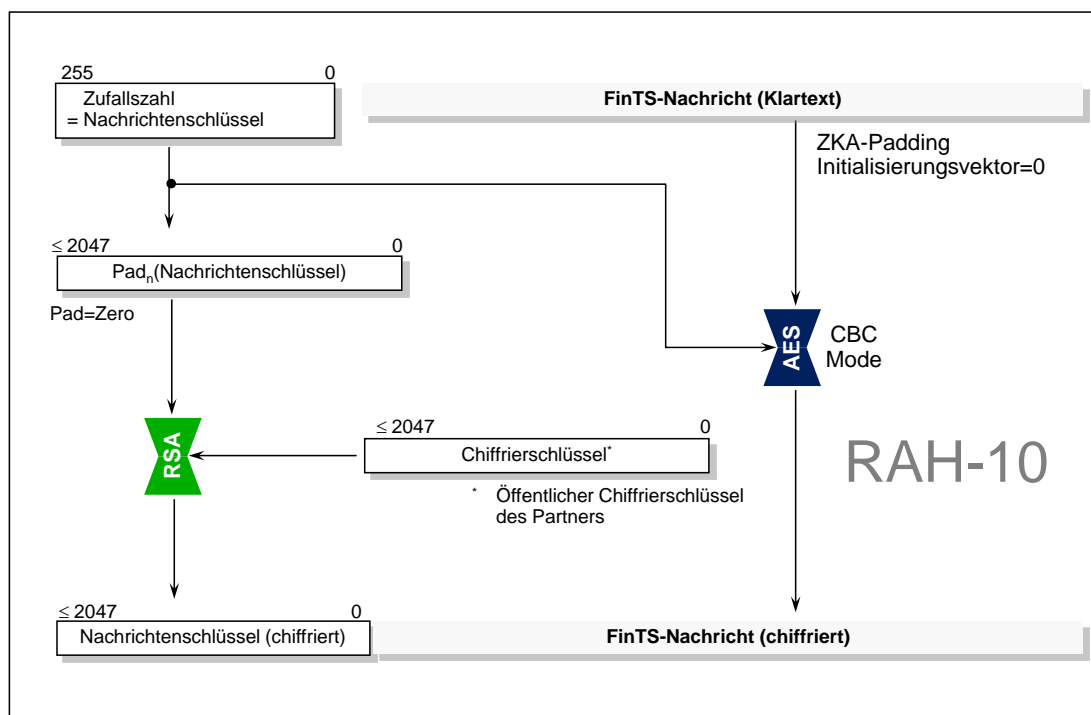 255 0
Zufallszahl
= Nachrichtenschlüssel
FinTS-Nachricht (Klartext)
ZKA-Padding
Initialisierungsvektor=0
≤ 2047 0
Padn(Nachrichtenschlüssel)
Pad=Zero
AES
CBC
Mode
RSA
≤ 2047 0
Chiffrierschlüssel*
* Öffentlicher Chiffrierschlüssel
des Partners
RAH-10
≤ 2047 0
Nachrichtenschlüssel (chiffriert)
FinTS-Nachricht (chiffriert)